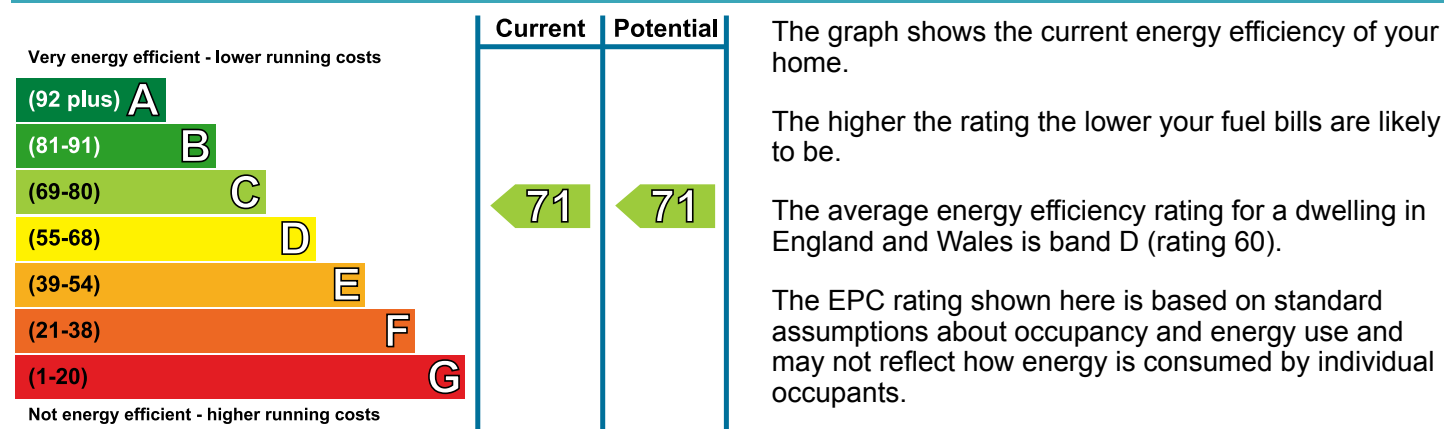 Current Potential
Very energy efficient - lower running costs
(92 plus) A
(81-91) B
(69-80) C
71 71
(55-68) D
(39-54) E
(21-38) F
(1-20) G
Not energy efficient - higher running costs
The graph shows the current energy efficiency of your
home.
The higher the rating the lower your fuel bills are likely
to be.
The average energy efficiency rating for a dwelling in
England and Wales is band D (rating 60).
The EPC rating shown here is based on standard
assumptions about occupancy and energy use and
may not reflect how energy is consumed by individual
occupants.